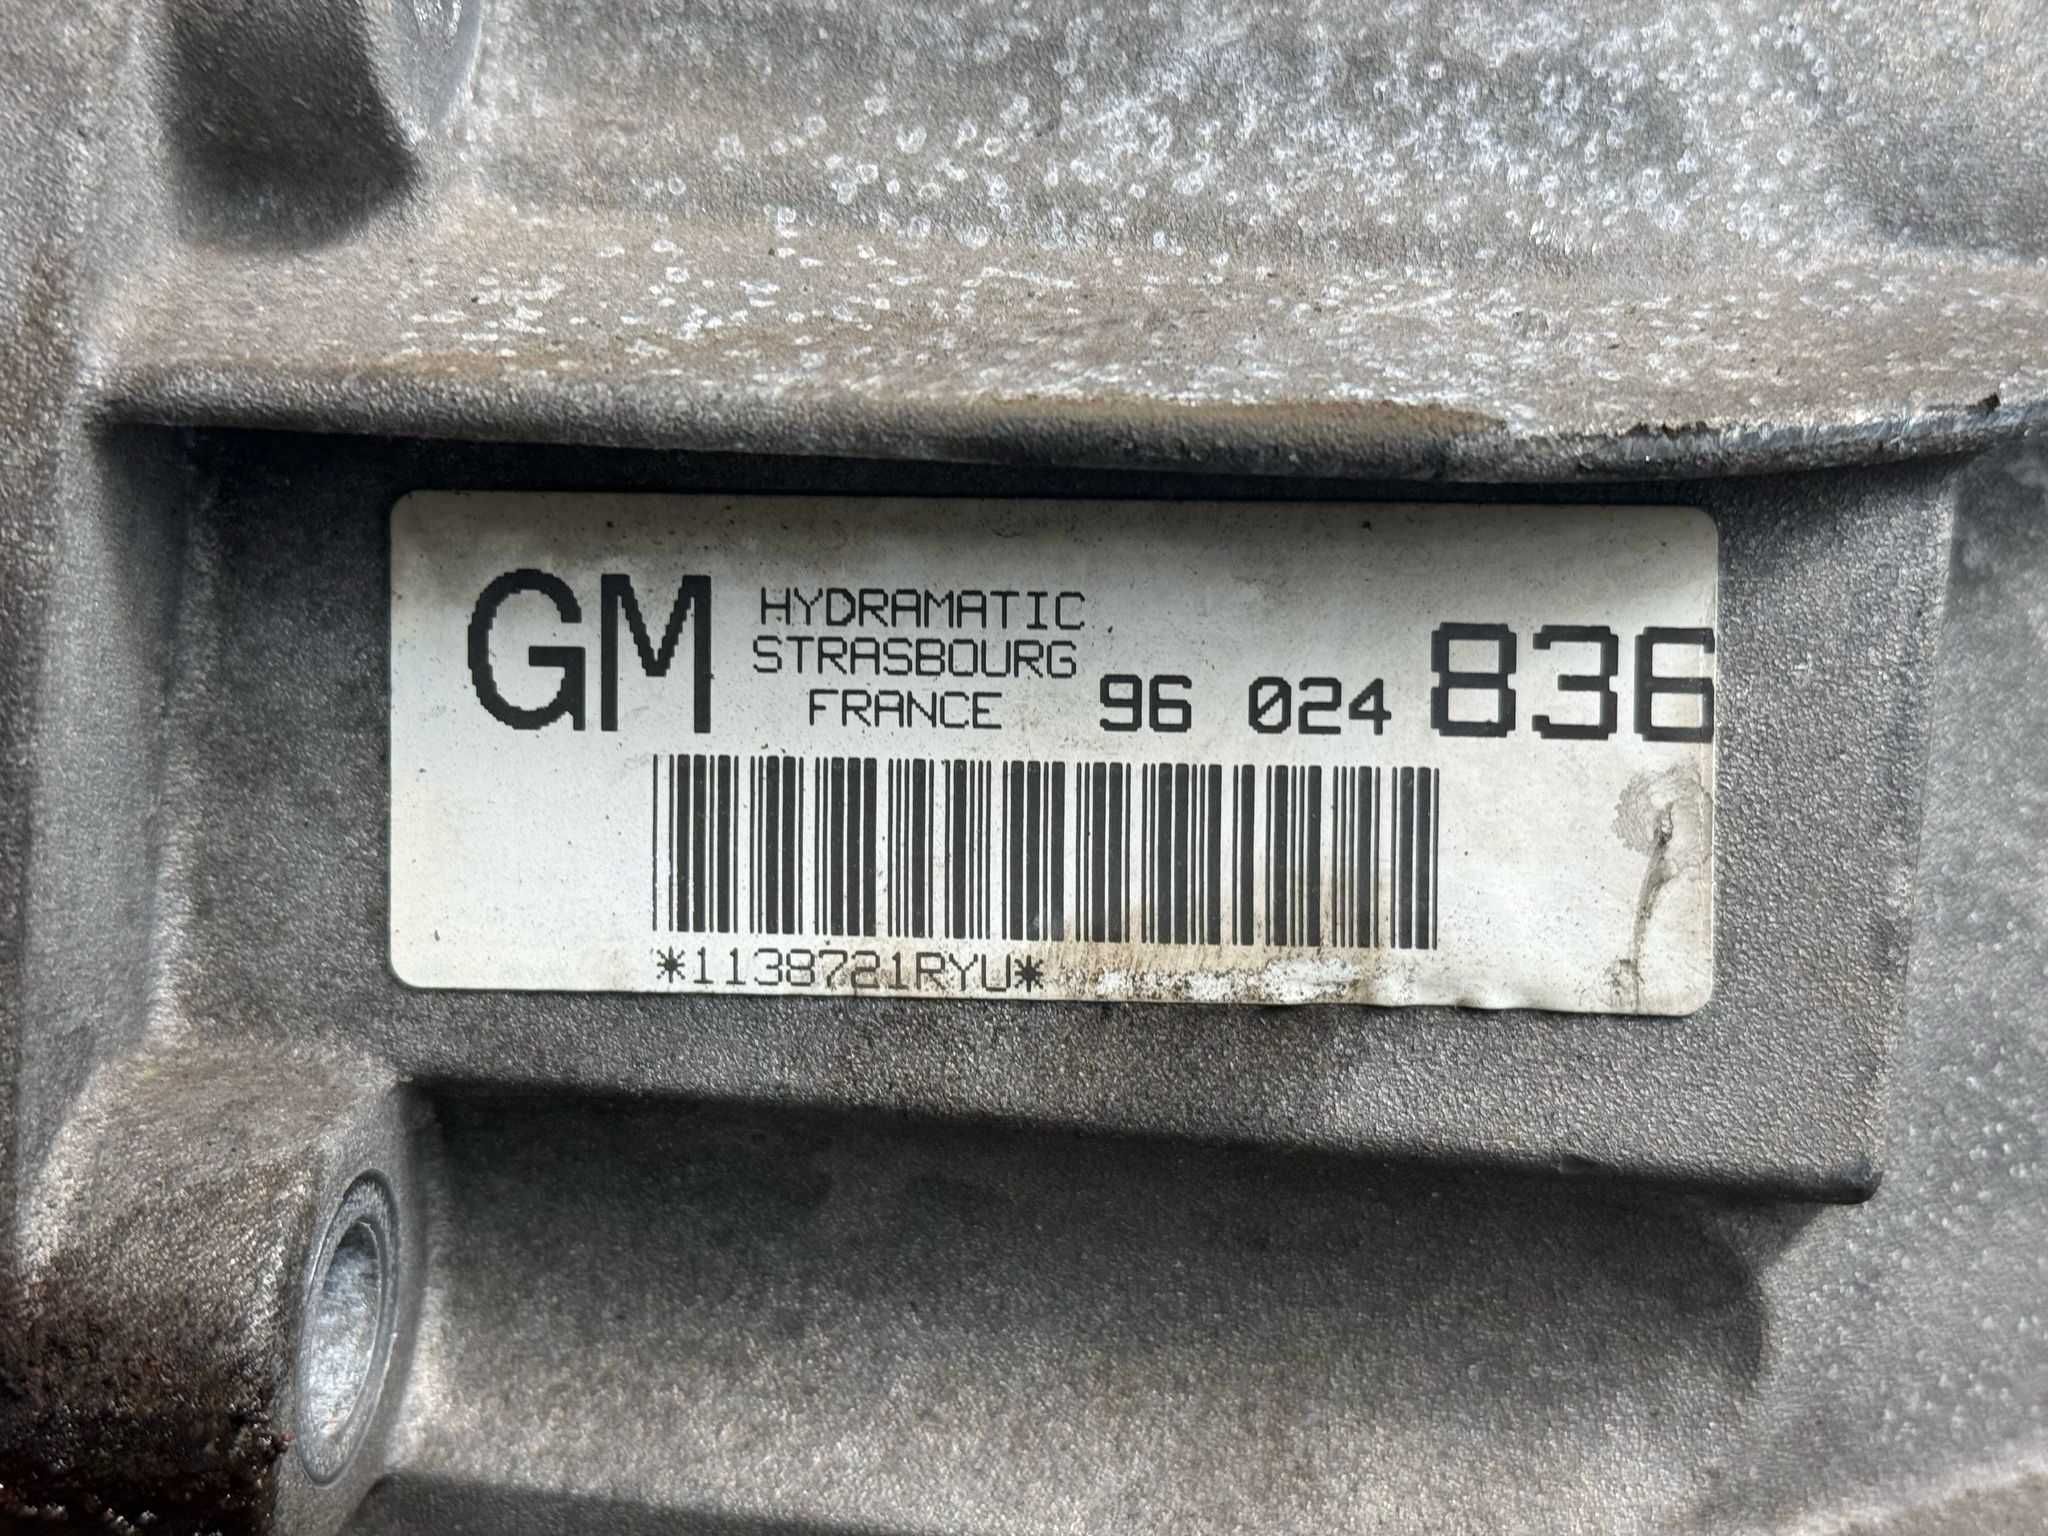 GM HYDRAMATIC
STRASBOURG
FRANCE 96 024 836
*1138721RYU*